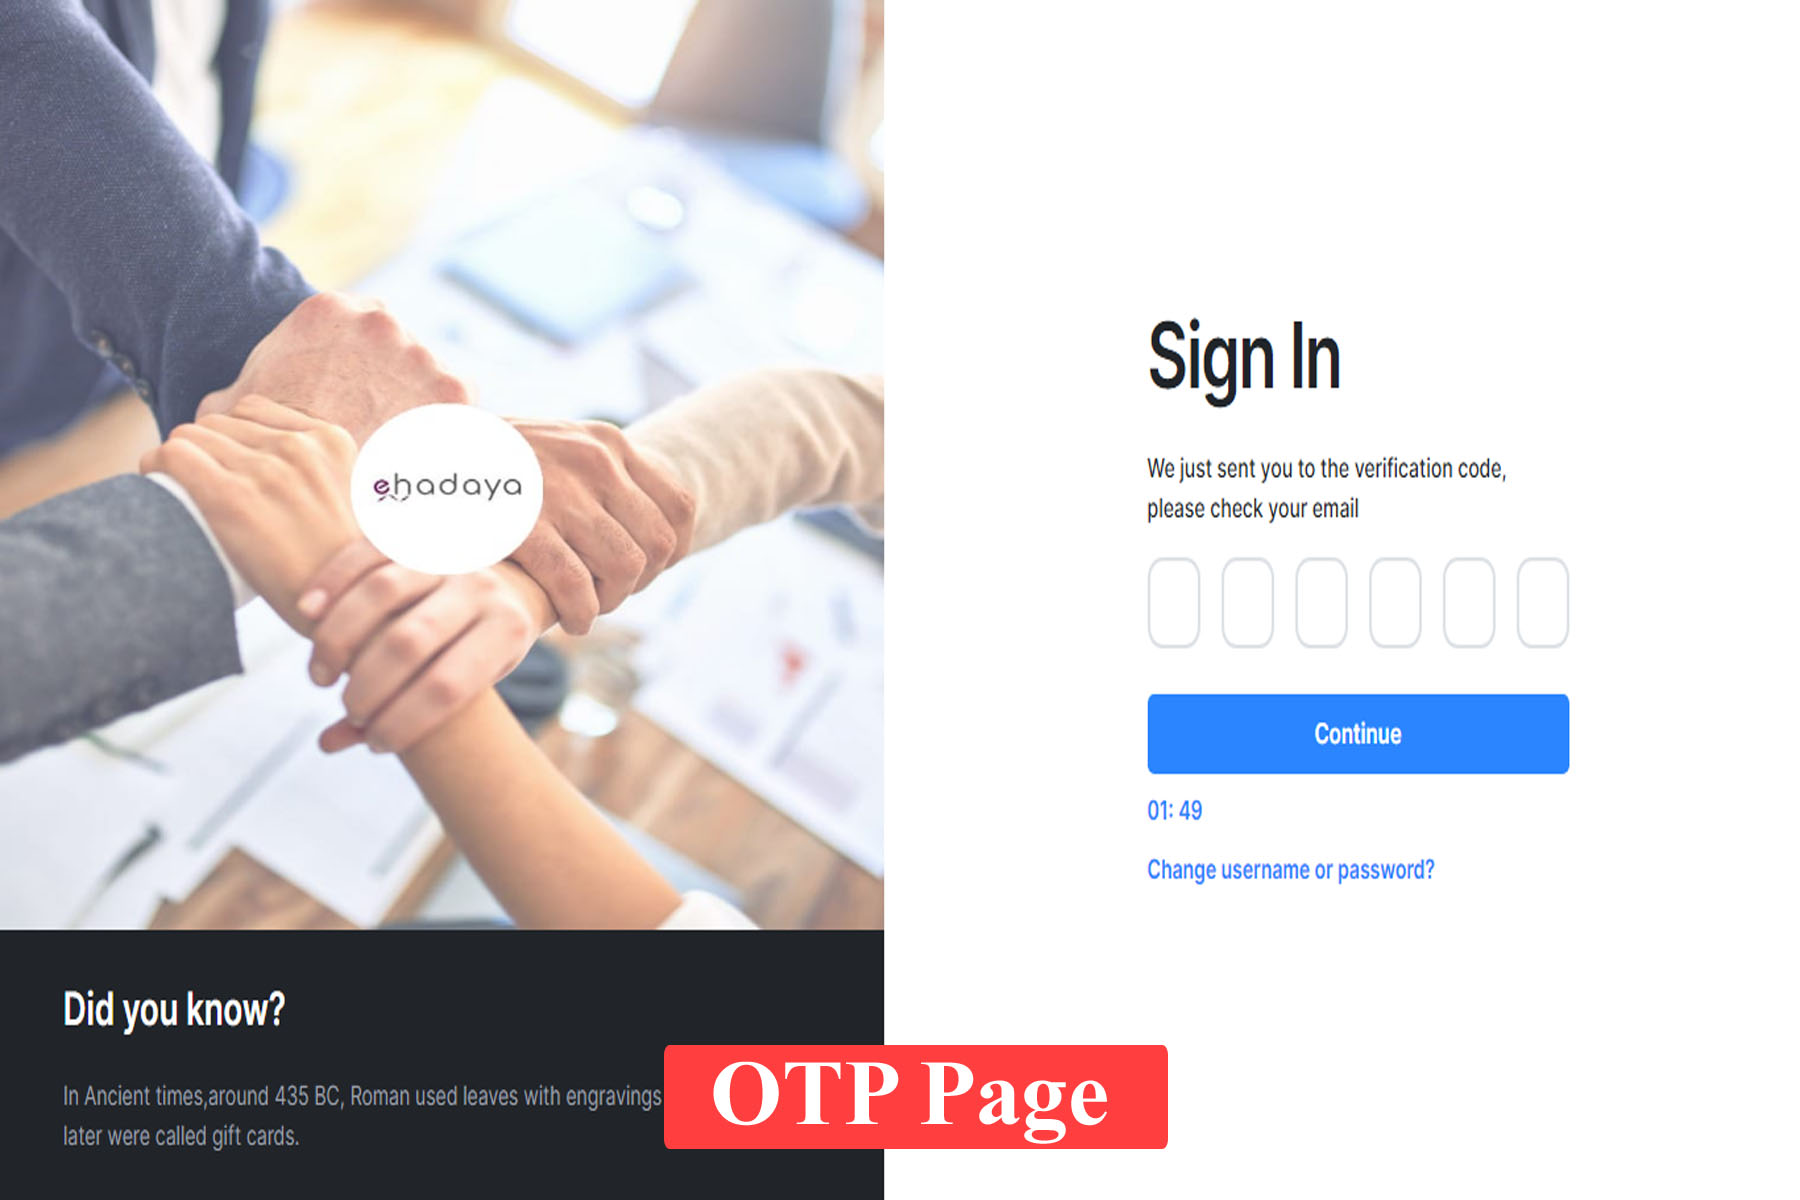 ehadaya
Did you know?
In Ancient times,around 435 BC, Roman used leaves with engravings
later were called gift cards.
Sign In
We just sent you to the verification code,
please check your email
Continue
01: 49
Change username or password?
OTP Page